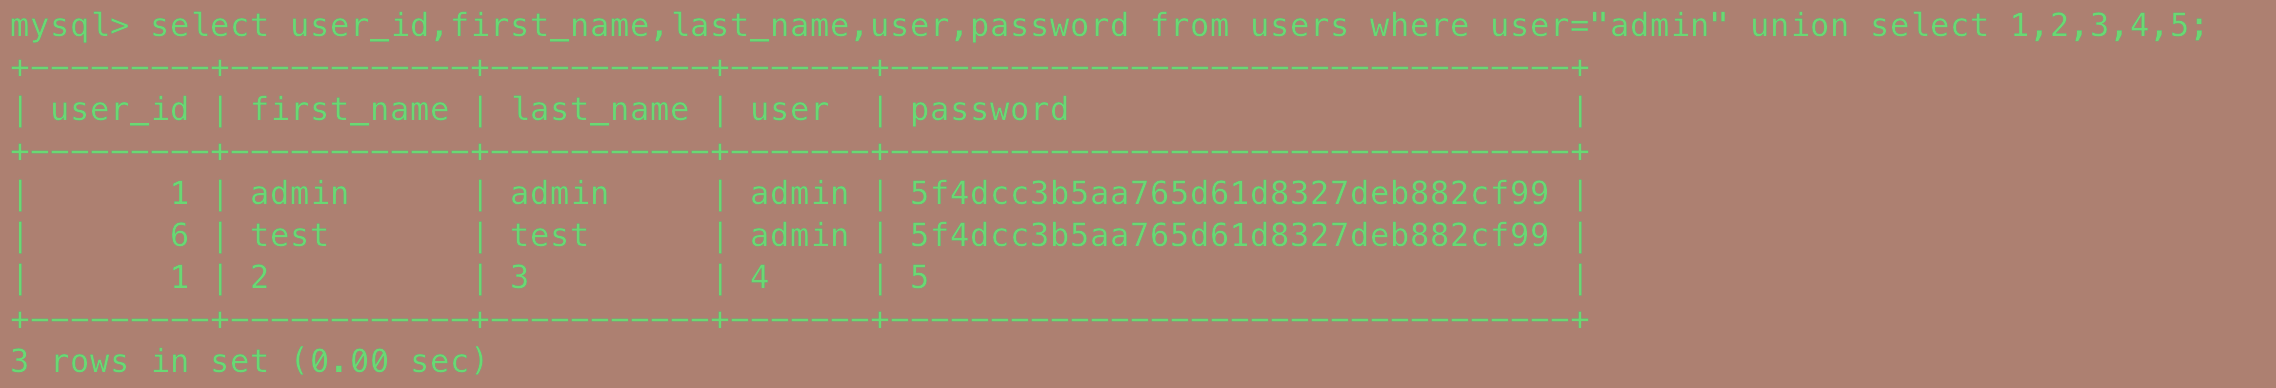 mysql> select user_id,first_name,last_name,user,password from users where user="admin" union select 1,2,3,4,5;
+---------+------------+-----------+-------+----------------------------------+
| user_id | first_name | last_name | user  | password                         |
+---------+------------+-----------+-------+----------------------------------+
|       1 | admin      | admin     | admin | 5f4dcc3b5aa765d61d8327deb882cf99 |
|       6 | test       | test      | admin | 5f4dcc3b5aa765d61d8327deb882cf99 |
|       1 | 2          | 3         | 4     | 5                                |
+---------+------------+-----------+-------+----------------------------------+
3 rows in set (0.00 sec)